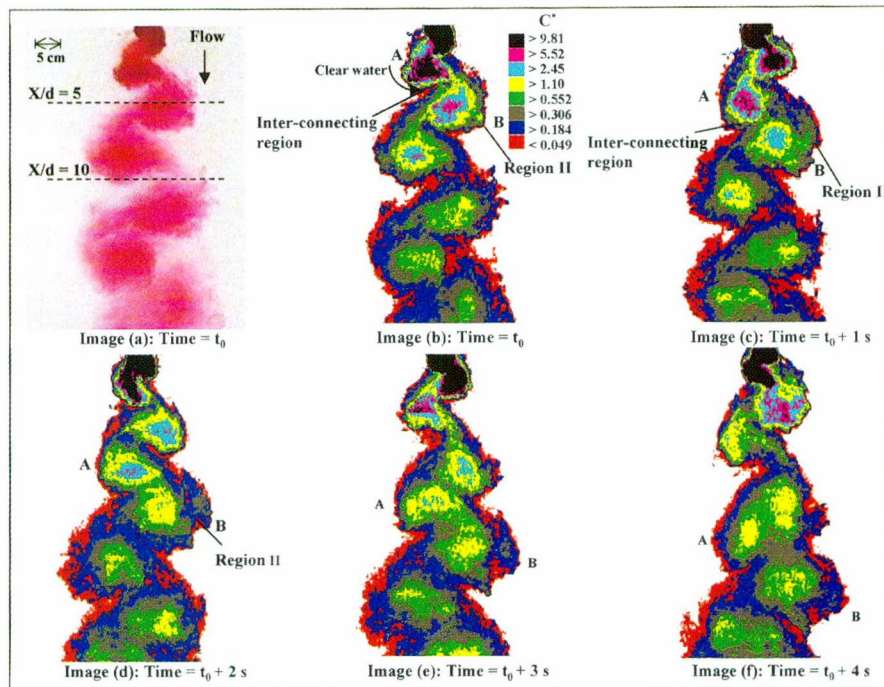 5 cm
Flow
X/d = 5
X/d = 10
Image (a): Time = t₀
C*
> 9.81
> 5.52
> 2.45
> 1.10
> 0.552
> 0.306
> 0.184
< 0.049
A
Clear water
Inter-connecting
region
B
Region II
Image (b): Time = t₀
A
Inter-connecting
region
B
Region I
Image (c): Time = t₀ + 1 s
A
B
Region II
Image (d): Time = t₀ + 2 s
A
B
Image (e): Time = t₀ + 3 s
A
B
Image (f): Time = t₀ + 4 s